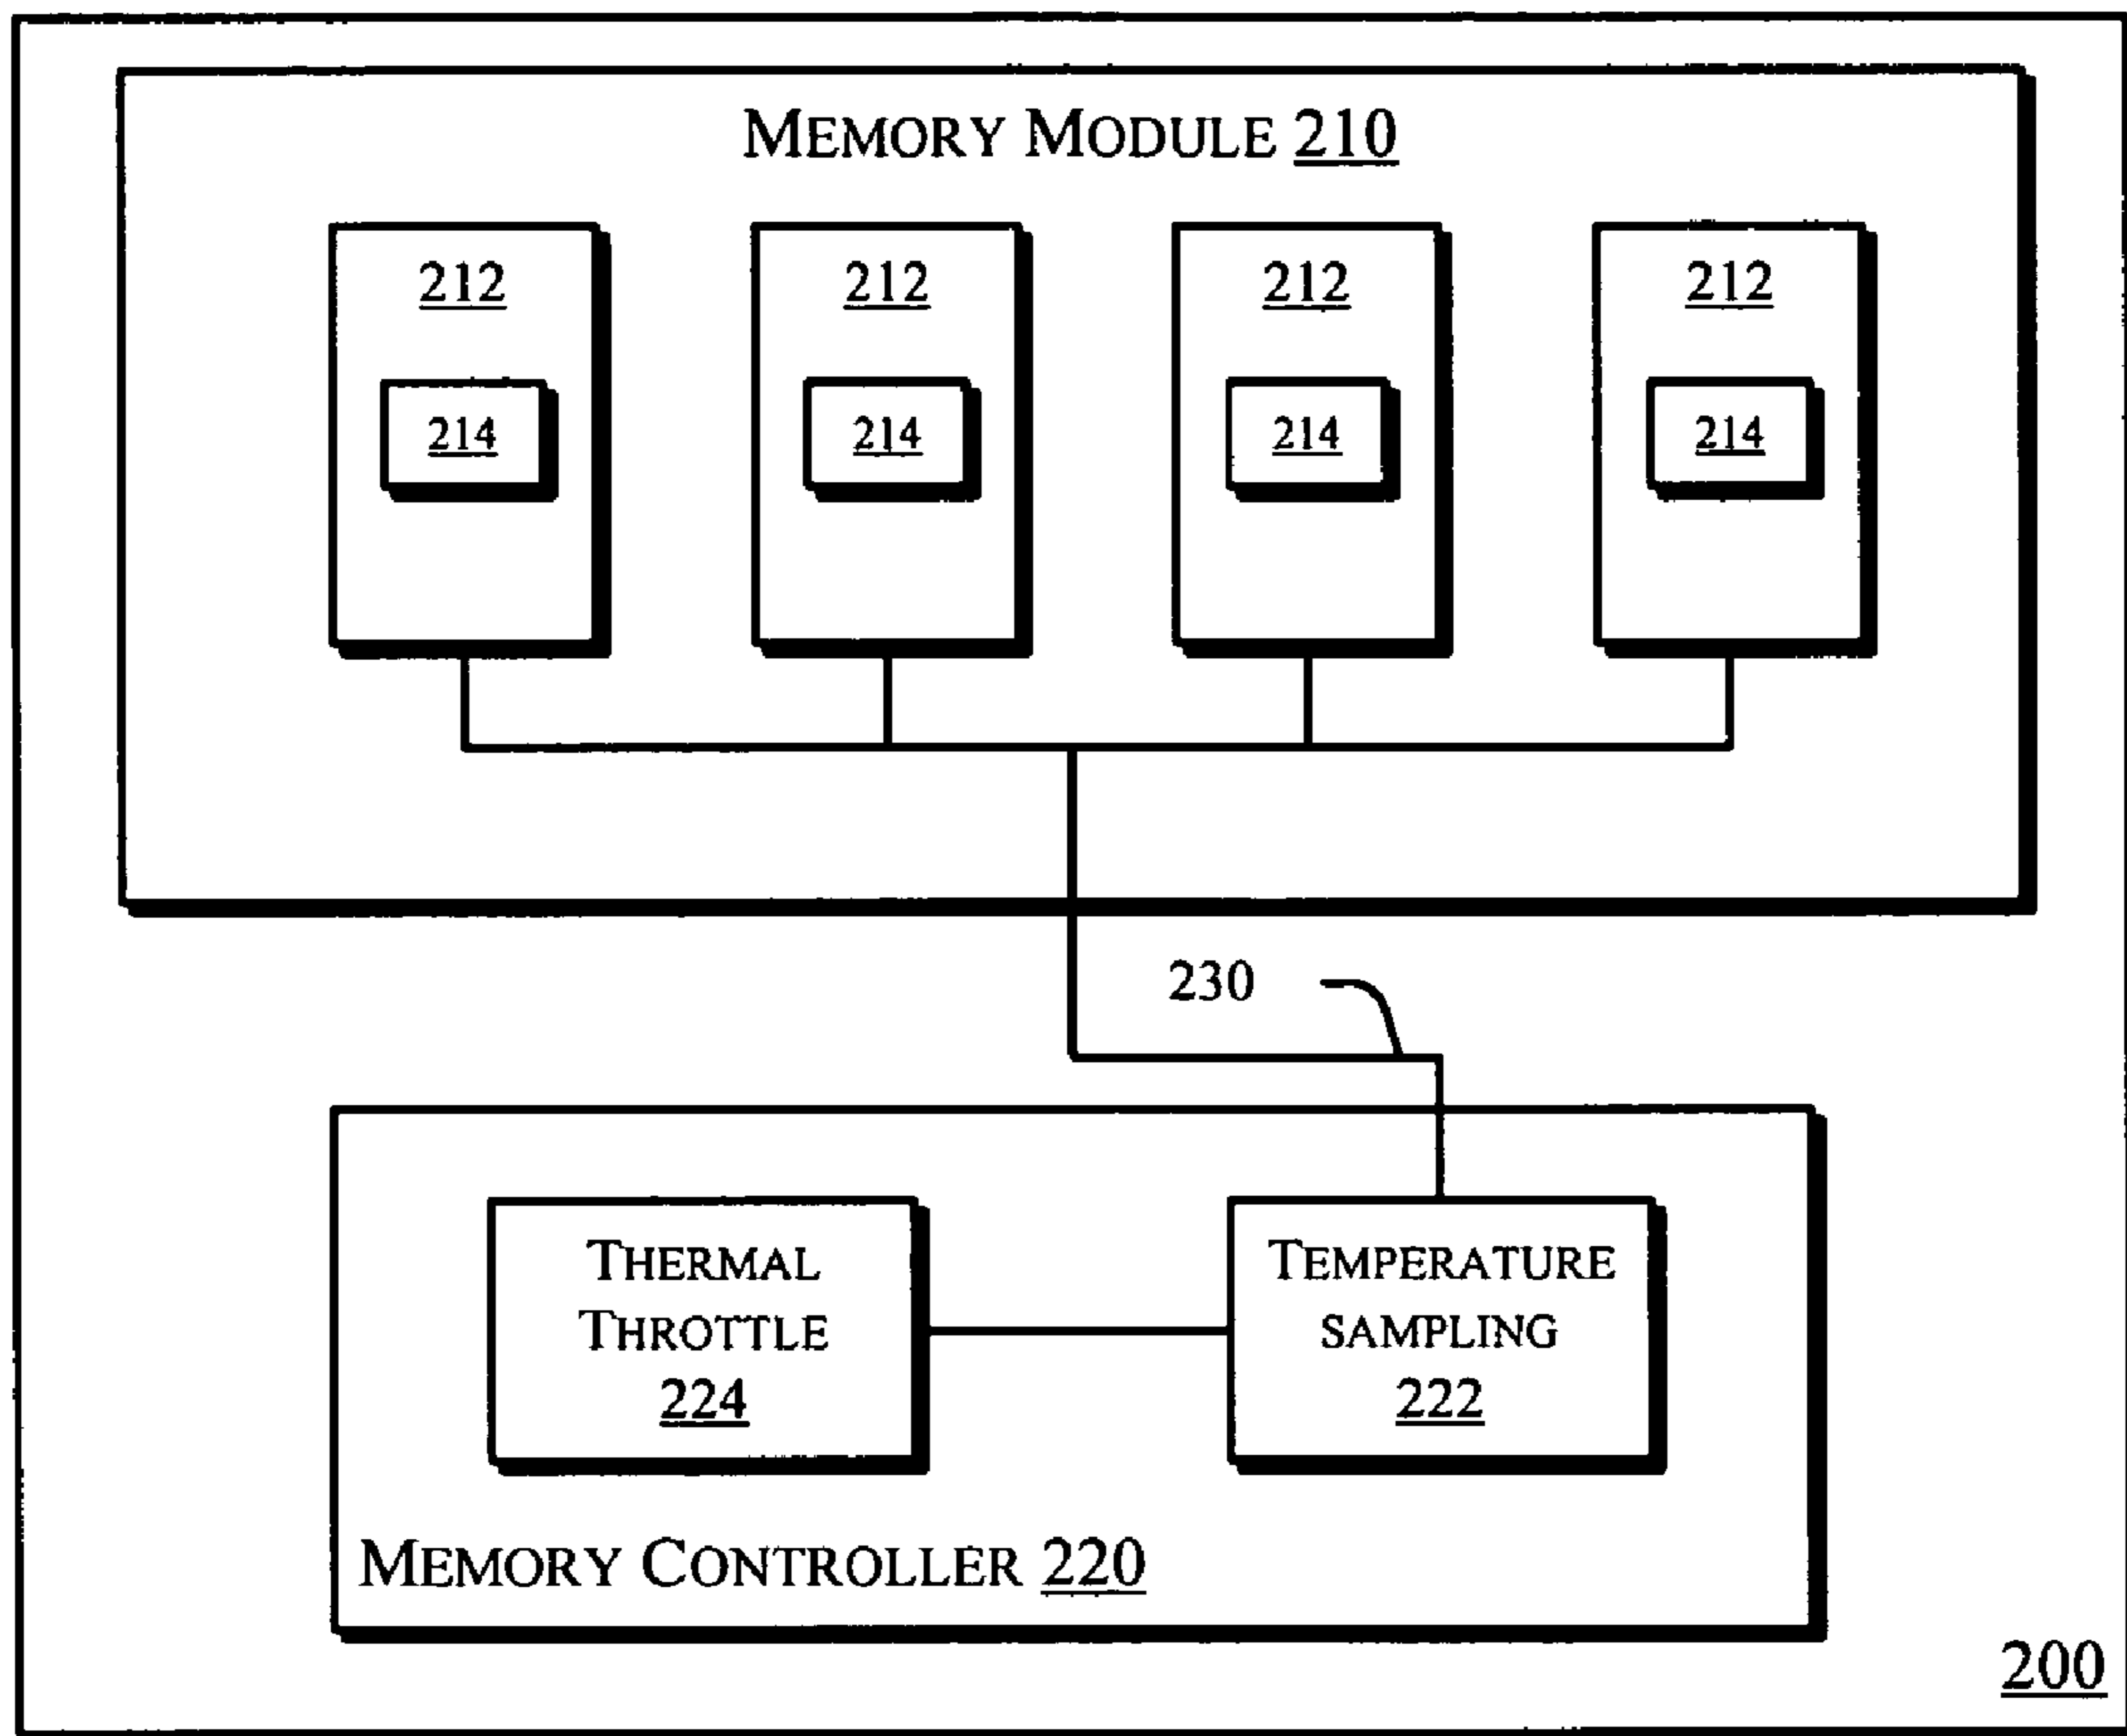 MEMORY MODULE 210
212 212 212 212
214 214 214 214
230
THERMAL
THROTTLE
224
TEMPERATURE
SAMPLING
222
MEMORY CONTROLLER 220
200